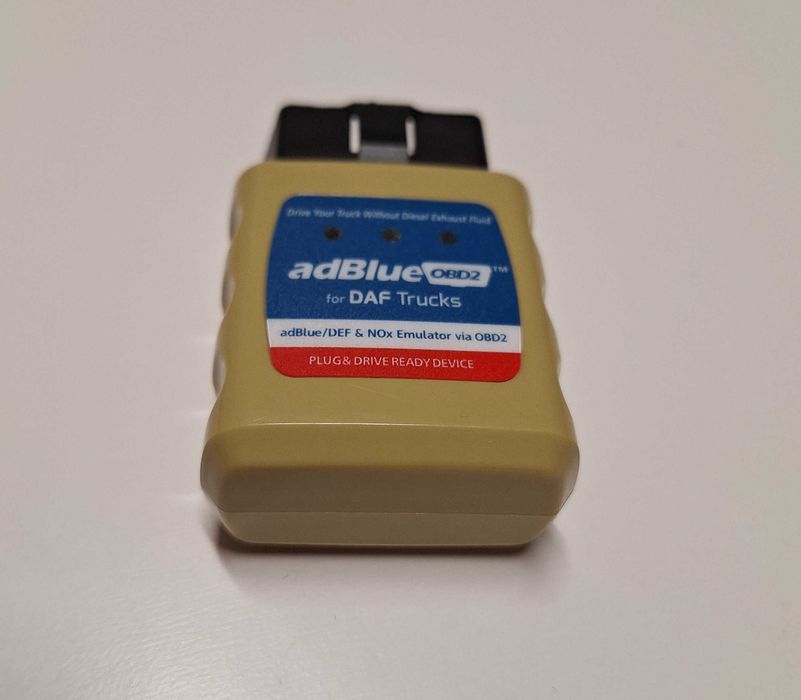 Drive Your Truck Without Diesel Exhaust Fluid
adBlue OBD2 ™
for DAF Trucks
adBlue/DEF & NOx Emulator via OBD2
PLUG & DRIVE READY DEVICE